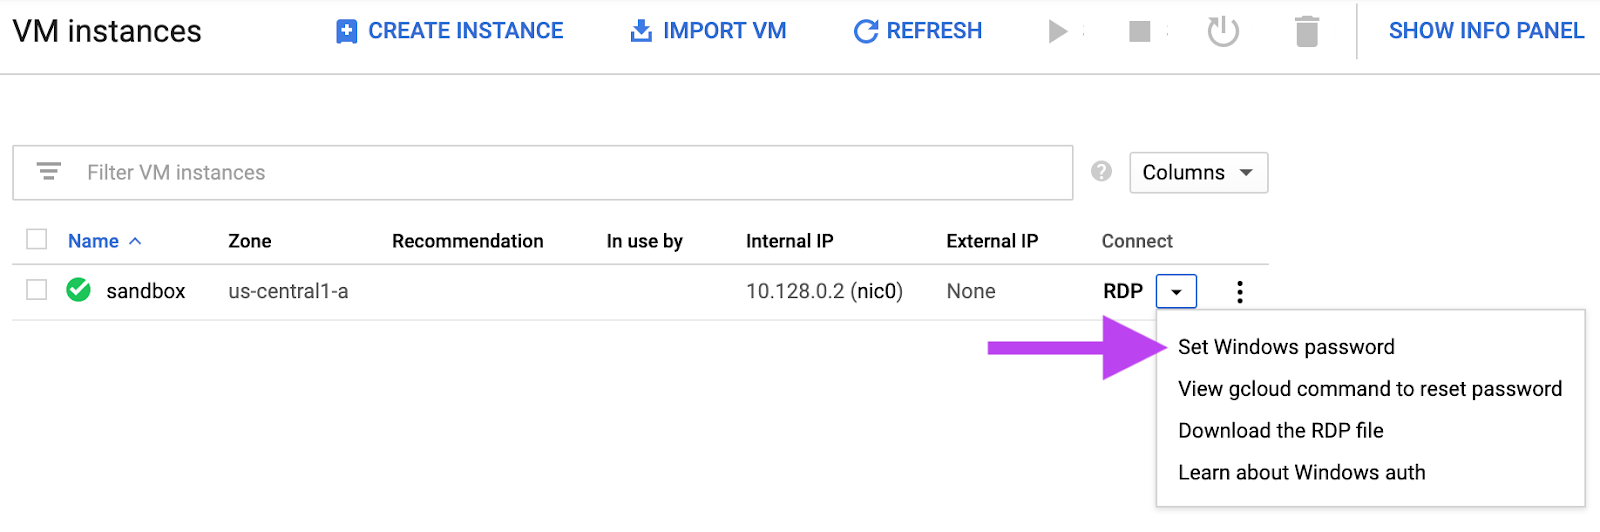 VM instances CREATE INSTANCE IMPORT VM REFRESH SHOW INFO PANEL
Filter VM instances ? Columns
Name Zone Recommendation In use by Internal IP External IP Connect
sandbox us-central1-a 10.128.0.2 (nic0) None RDP
Set Windows password
View gcloud command to reset password
Download the RDP file
Learn about Windows auth